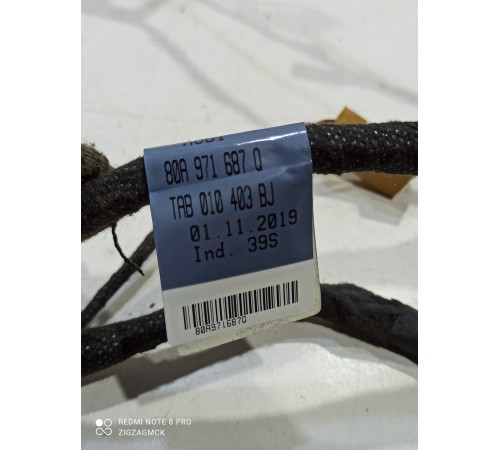 80A 971 687 Q
TAB 010 403 BJ
01.11.2019
Ind. 39S
80A971687Q
REDMI NOTE 8 PRO
ZIGZAGMCK